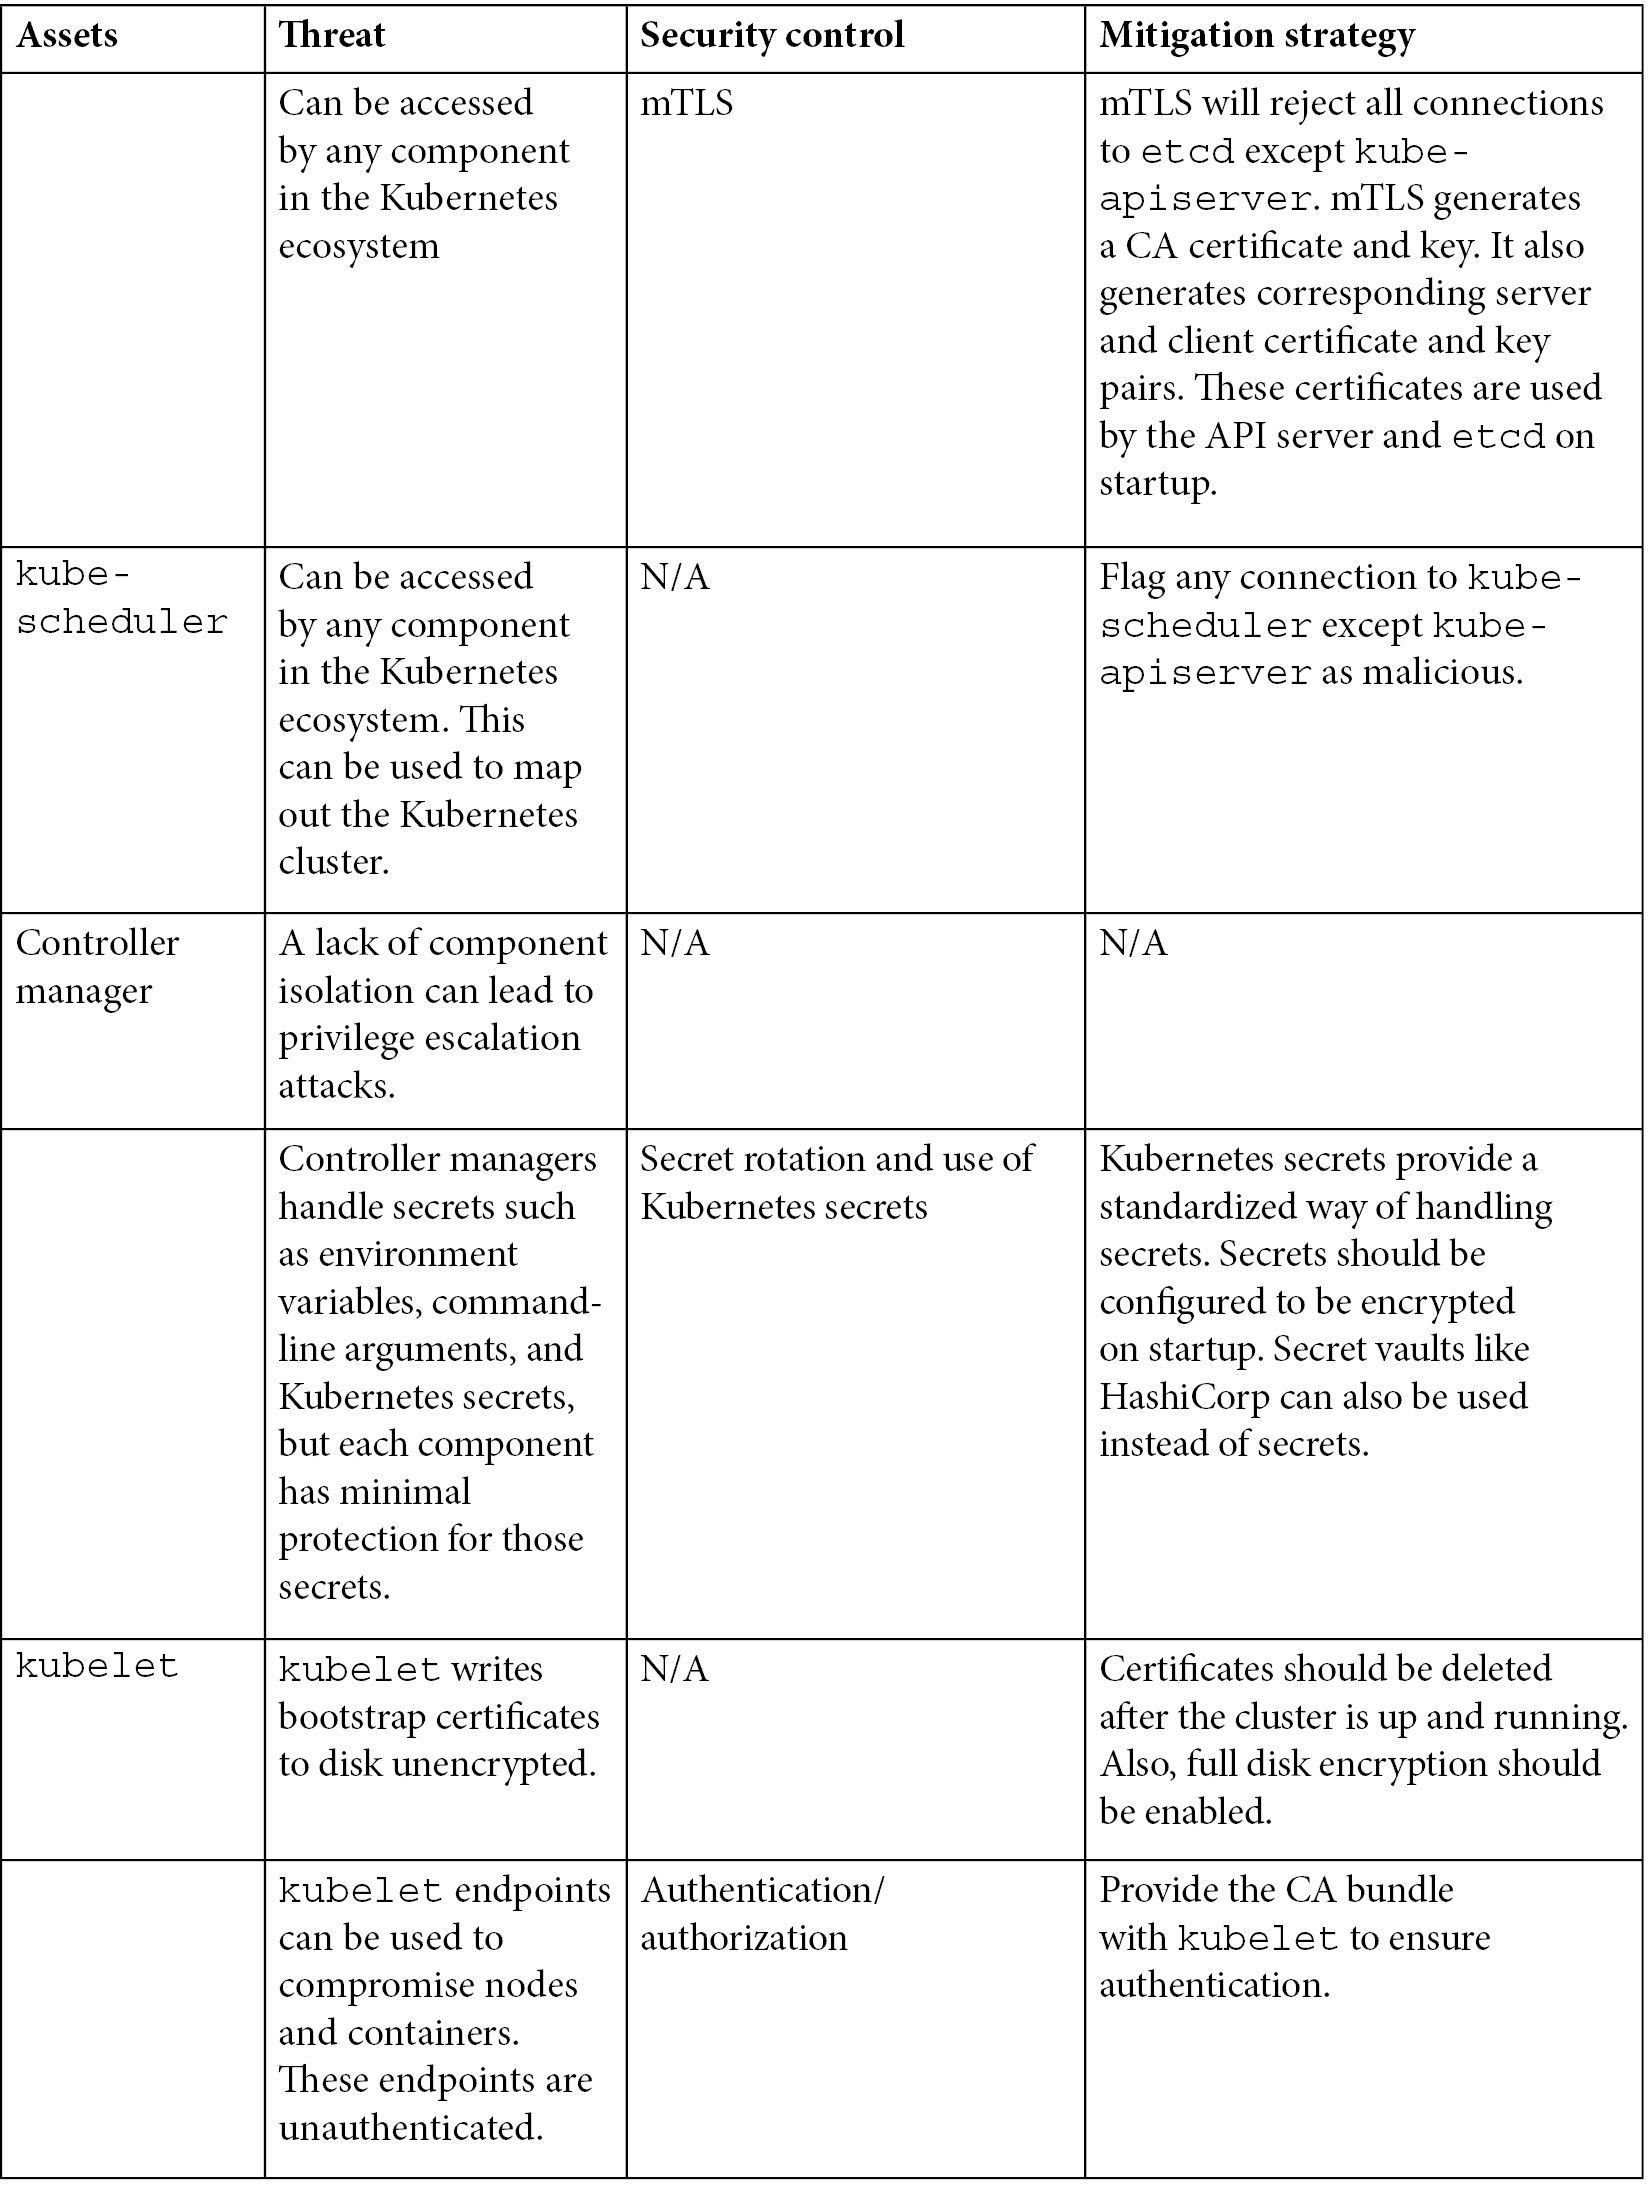 Assets
Threat
Security control
Mitigation strategy
Can be accessed
by any component
in the Kubernetes
ecosystem
mTLS
mTLS will reject all connections
to etcd except kube-
apiserver. mTLS generates
a CA certificate and key. It also
generates corresponding server
and client certificate and key
pairs. These certificates are used
by the API server and etcd on
startup.
kube-
scheduler
Can be accessed
by any component
in the Kubernetes
ecosystem. This
can be used to map
out the Kubernetes
cluster.
N/A
Flag any connection to kube-
scheduler except kube-
apiserver as malicious.
Controller
manager
A lack of component
isolation can lead to
privilege escalation
attacks.
N/A
N/A
Controller managers
handle secrets such
as environment
variables, command-
line arguments, and
Kubernetes secrets,
but each component
has minimal
protection for those
secrets.
Secret rotation and use of
Kubernetes secrets
Kubernetes secrets provide a
standardized way of handling
secrets. Secrets should be
configured to be encrypted
on startup. Secret vaults like
HashiCorp can also be used
instead of secrets.
kubelet
kubelet writes
bootstrap certificates
to disk unencrypted.
N/A
Certificates should be deleted
after the cluster is up and running.
Also, full disk encryption should
be enabled.
kubelet endpoints
can be used to
compromise nodes
and containers.
These endpoints are
unauthenticated.
Authentication/
authorization
Provide the CA bundle
with kubelet to ensure
authentication.